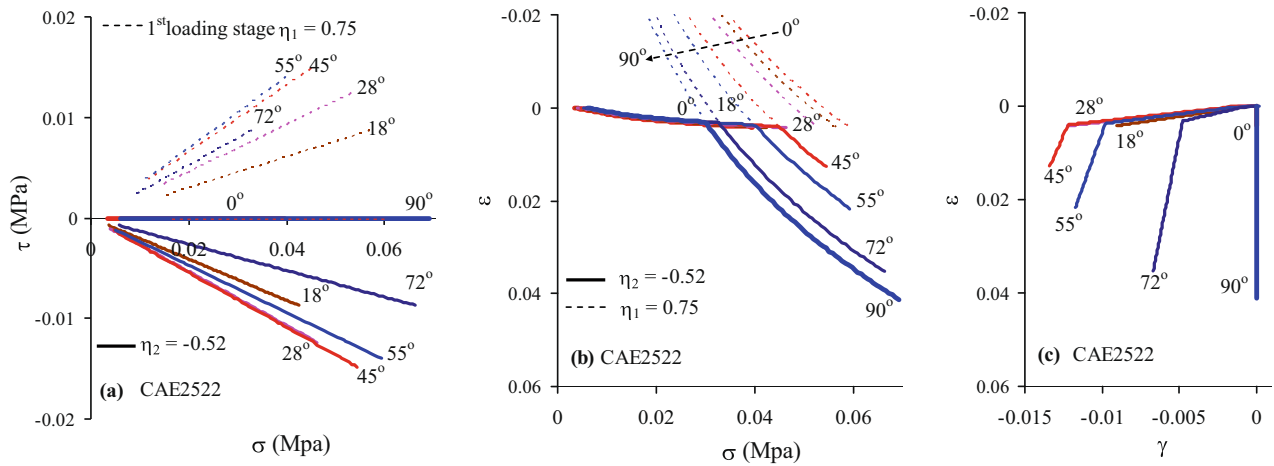 0.02
0.01
0
-0.01
-0.02
τ (MPa)
1st loading stage η1 = 0.75
55o
45o
28o
72o
18o
0o
90o
0
0.02
0.04
0.06
72o
18o
28o
55o
45o
η2 = -0.52
(a) CAE2522
σ (Mpa)
-0.02
0
0.02
0.04
0.06
ε
0o
90o
0o
18o
28o
45o
55o
72o
90o
η2 = -0.52
η1 = 0.75
(b) CAE2522
0
0.02
0.04
0.06
σ (Mpa)
-0.02
0
0.02
0.04
0.06
ε
28o
18o
0o
45o
55o
72o
90o
(c) CAE2522
-0.015
-0.01
-0.005
0
γ